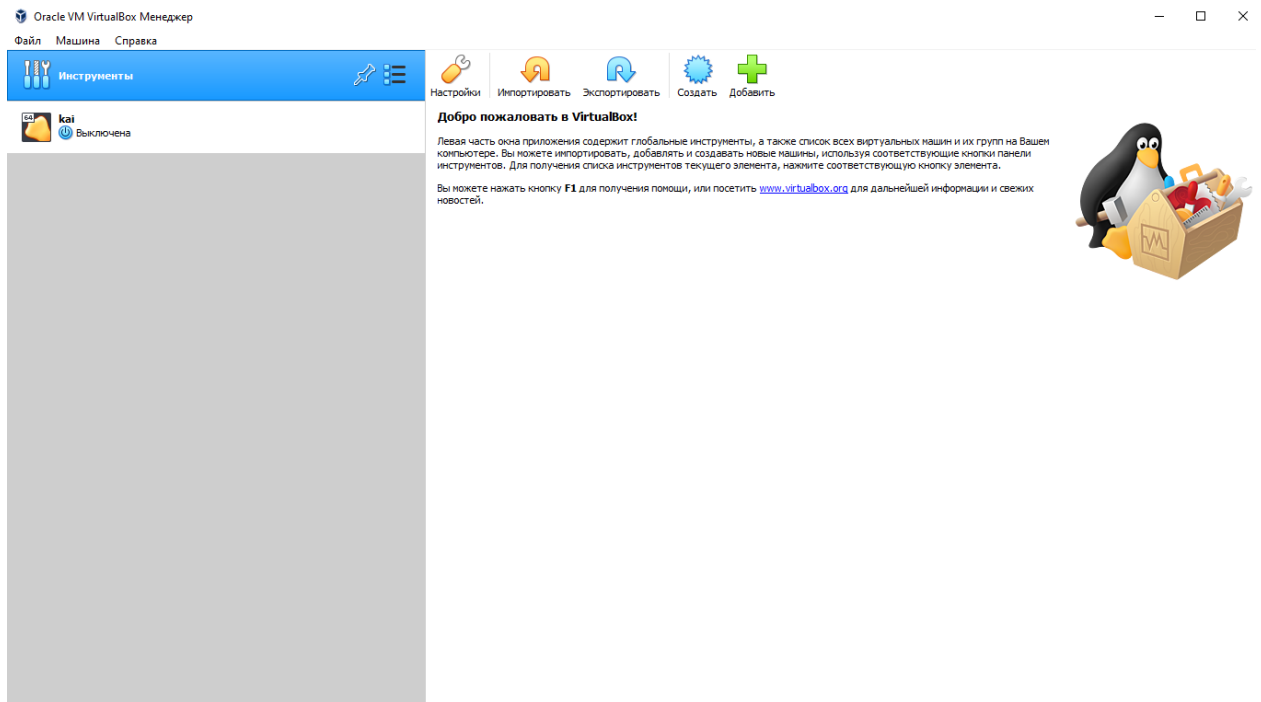 Oracle VM VirtualBox Менеджер
Файл Машина Справка
Инструменты
64
kai
Выключена
Настройки Импортировать Экспортировать Создать Добавить
Добро пожаловать в VirtualBox!
Левая часть окна приложения содержит глобальные инструменты, а также список всех виртуальных машин и их групп на Вашем
компьютере. Вы можете импортировать, добавлять и создавать новые машины, используя соответствующие кнопки панели
инструментов. Для получения списка инструментов текущего элемента, нажмите соответствующую кнопку элемента.
Вы можете нажать кнопку F1 для получения помощи, или посетить www.virtualbox.org для дальнейшей информации и свежих
новостей.